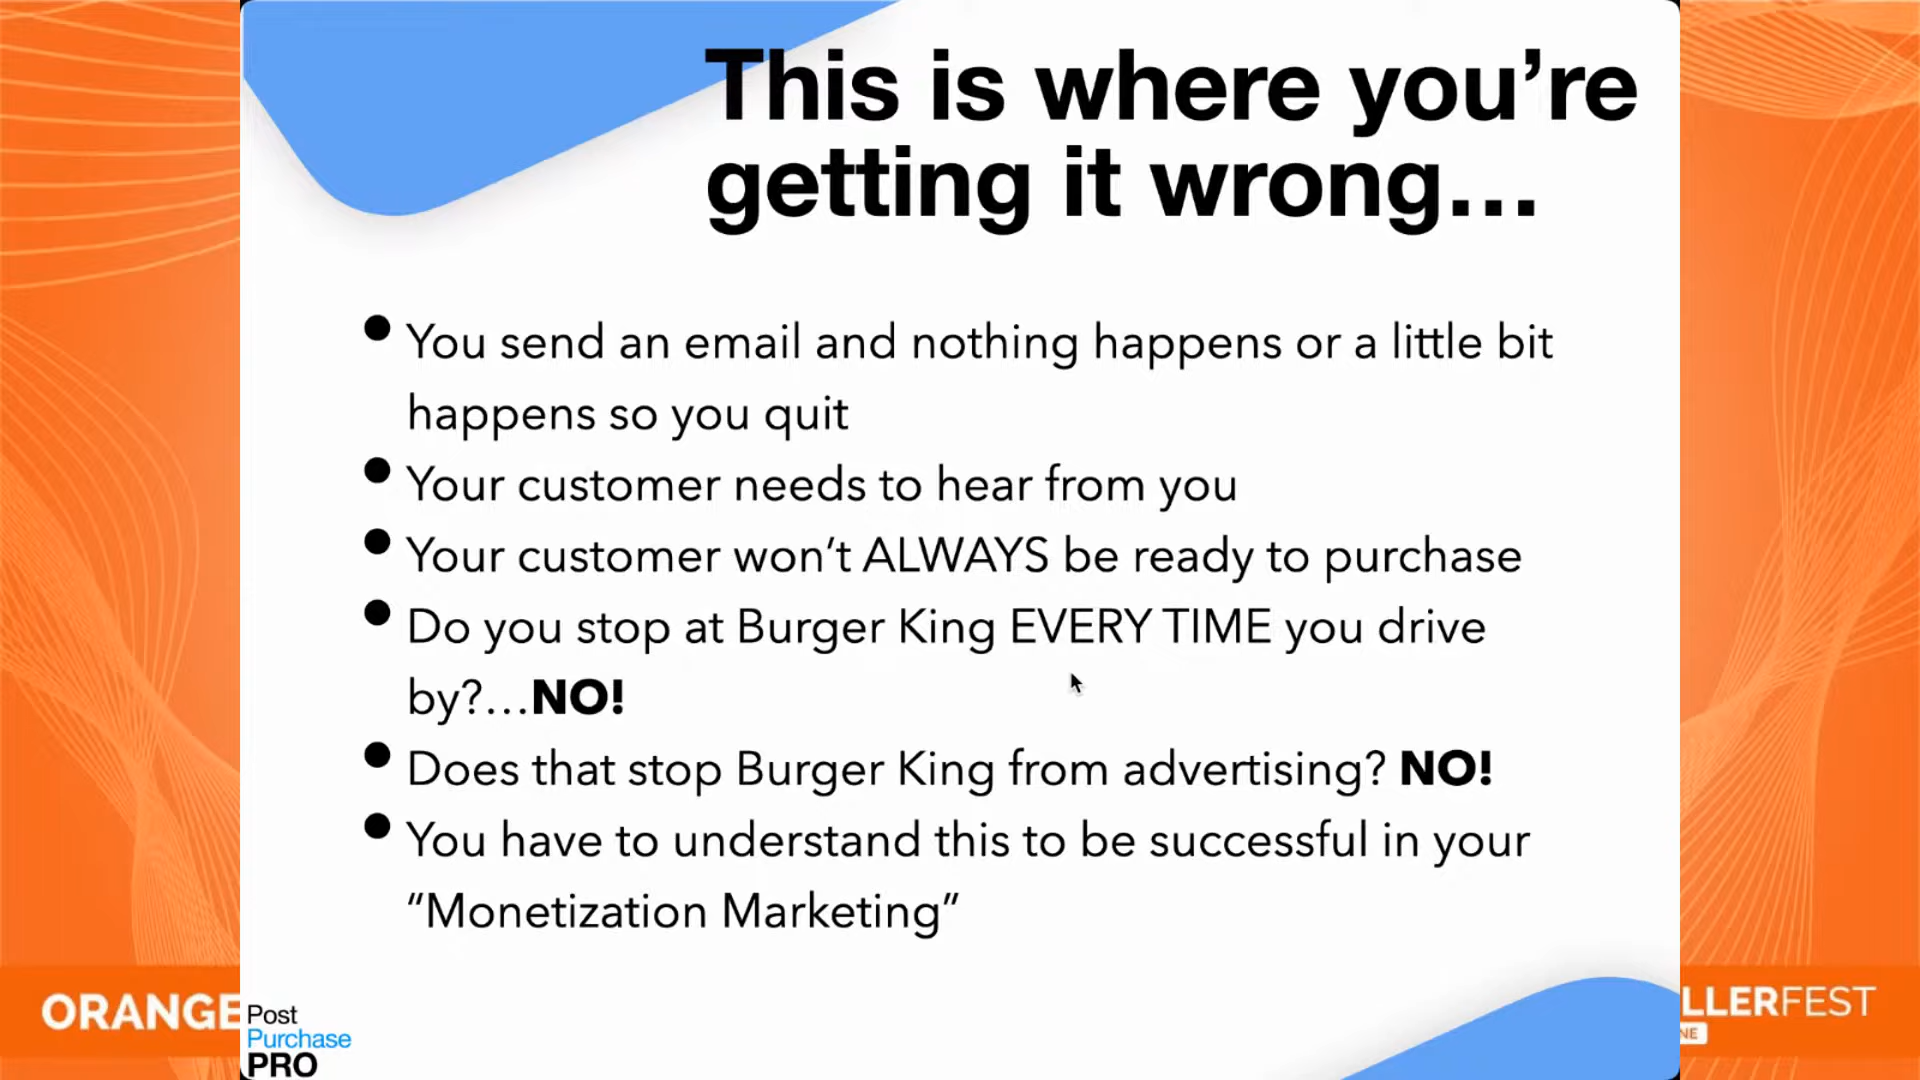 This is where you’re
getting it wrong...
• You send an email and nothing happens or a little bit
happens so you quit
• Your customer needs to hear from you
• Your customer won’t ALWAYS be ready to purchase
• Do you stop at Burger King EVERY TIME you drive
by?...NO!
• Does that stop Burger King from advertising? NO!
• You have to understand this to be successful in your
“Monetization Marketing”
ORANGE
Post
Purchase
PRO
LLERFEST
NE